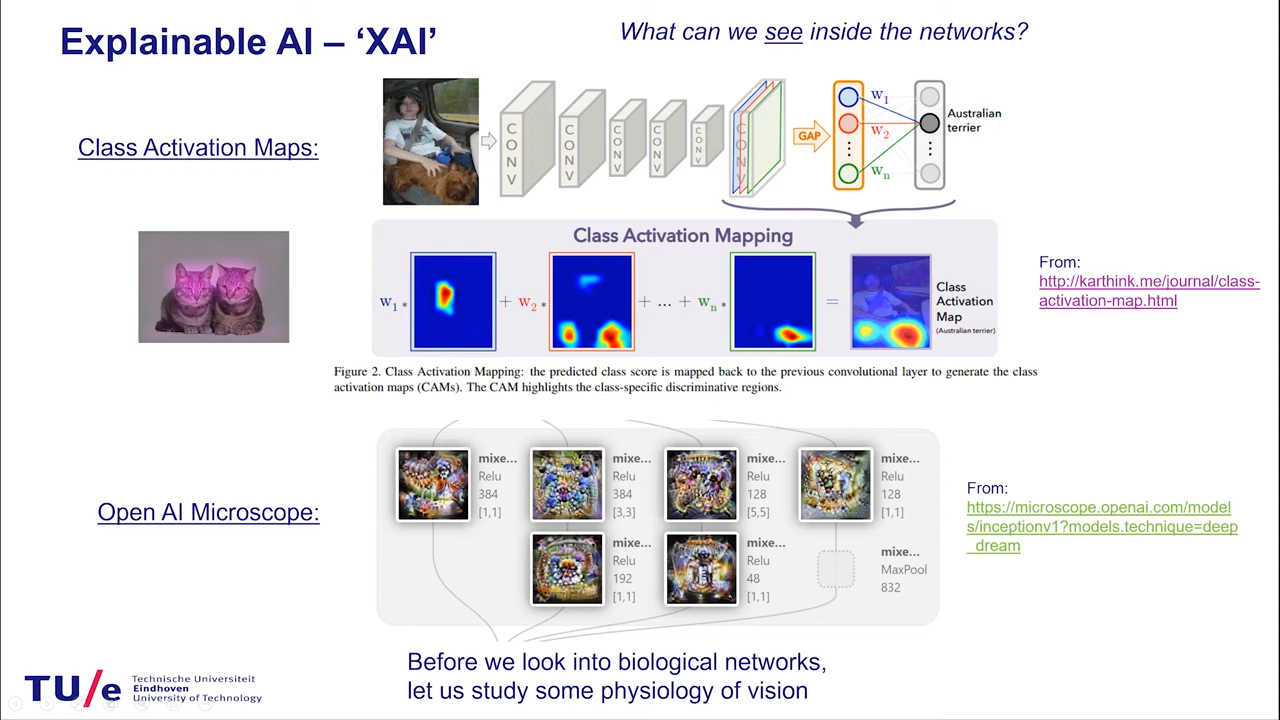 Explainable AI – ‘XAI’
What can we see inside the networks?
Class Activation Maps:
CONV
CONV
CONV
CONV
CONV
CONV
GAP
w1
w2
wn
Australian
terrier
Class Activation Mapping
w1 *
+ w2 *
+ ... + wn *
=
Class
Activation
Map
(Australian terrier)
From:
http://karthink.me/journal/class-
activation-map.html
Figure 2. Class Activation Mapping: the predicted class score is mapped back to the previous convolutional layer to generate the class
activation maps (CAMs). The CAM highlights the class-specific discriminative regions.
Open AI Microscope:
mixe...
Relu
384
[1,1]
mixe...
Relu
384
[3,3]
mixe...
Relu
128
[5,5]
mixe...
Relu
128
[1,1]
mixe...
Relu
192
[1,1]
mixe...
Relu
48
[1,1]
mixe...
MaxPool
832
From:
https://microscope.openai.com/model
s/inceptionv1?models.technique=deep
_dream
Before we look into biological networks,
let us study some physiology of vision
TU/e
Technische Universiteit
Eindhoven
University of Technology